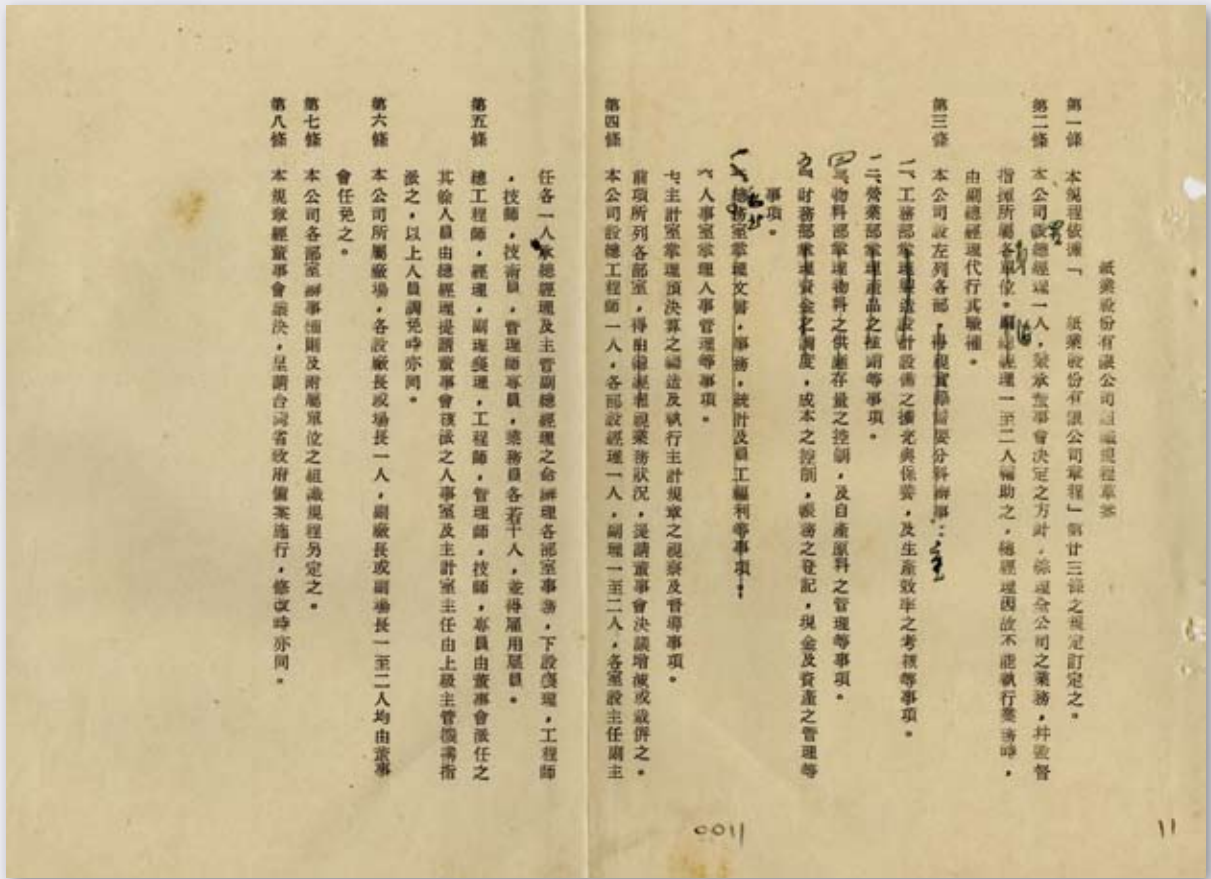 紙業股份有限公司組織規程草案
第一條 本規程依據「 紙業股份有限公司章程」第廿三條之規定訂定之。
第二條 本公司設總經理一人,秉承董事會決定之方針,綜理全公司之業務,幷監督
指揮所屬各單位。副總經理一至二人輔助之,總經理因故不能執行業務時,
由副總經理代行其職權。
第三條 本公司設左列各部、得視實際需要分科辦事:室
一、工務部掌理製造設計設備之擴充與保養,及生產效率之考核等事項。
二、營業部掌理產品之推銷等事項。
四、物料部掌理物料之供應存量之控制,及自產原料之管理等事項。
財務部掌理資金之調度,成本之控制,帳務之登記,現金及資產之管理等
事項。
一、總務室掌理文書,事務,統計及員工福利等事項。
六、人事室掌理人事管理等事項。
七、主計室掌理預決算之編造及執行主計規章之視察及督導事項。
前項所列各部室,得由總經理視業務狀況,提請董事會決議增減或裁併之。
第四條 本公司設總工程師一人,各部設經理一人,副理一至二人,各室設主任副主
任各一人承總經理及主管副總經理之命辦理各部室事務,下設襄理,工程師
,技師,技術員,管理師專員,業務員各若干人,並得雇用雇員。
第五條 總工程師,經理,副理襄理,工程師,管理師,技師,專員由董事會派任之
其餘人員由總經理提請董事會核派之人事室及主計室主任由上級主管機構指
派之,以上人員調免時亦同。
第六條 本公司所屬廠場,各設廠長或場長一人,副廠長或副場長一至二人均由董事
會任免之。
第七條 本公司各部室辦事細則及附屬單位之組織規程另定之。
第八條 本規章經董事會議決,呈請台灣省政府備案施行,修改時亦同。
0011
11